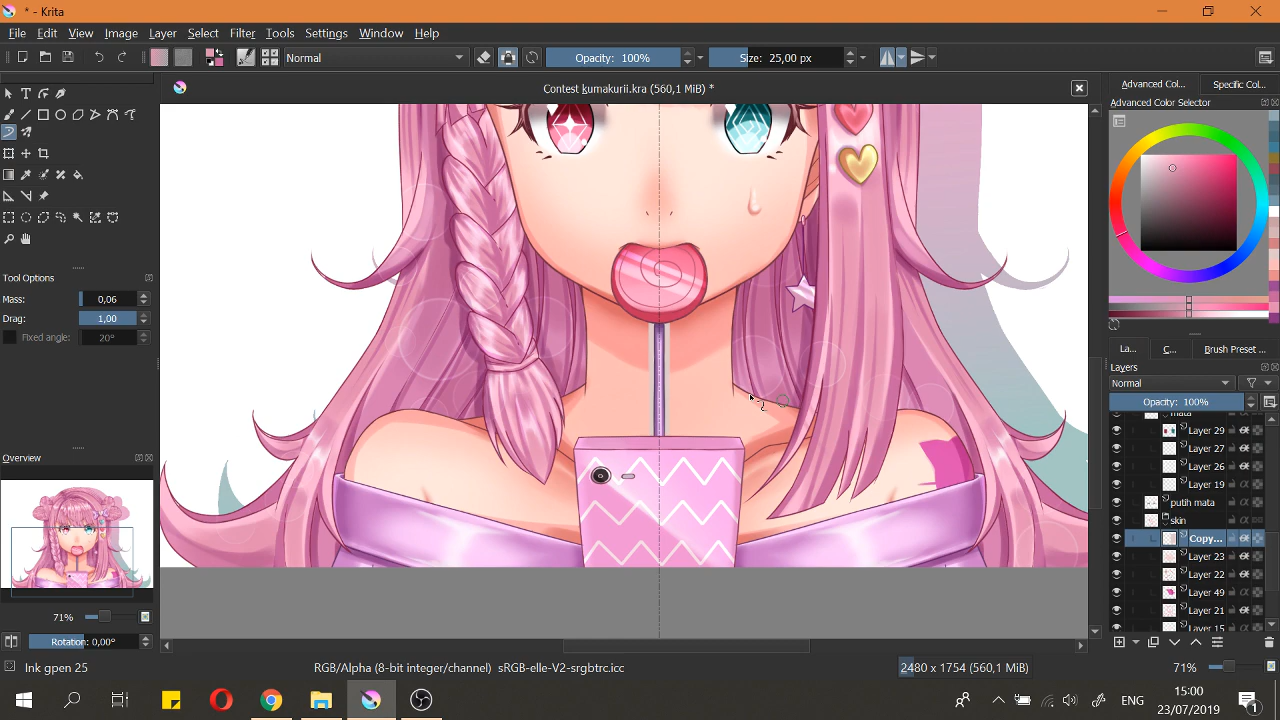 * - Krita
File Edit View Image Layer Select Filter Tools Settings Window Help
Normal Opacity: 100% Size: 25,00 px
Contest kumakurii.kra (560,1 MiB) *
Advanced Col... Specific Col...
Advanced Color Selector
Tool Options
Mass: 0,06
Drag: 1,00
Fixed angle: 20°
La... C... Brush Preset ...
Layers
Normal
Opacity: 100%
mata
Layer 29
Layer 27
Layer 26
Layer 19
putih mata
skin
Copy...
Layer 23
Layer 22
Layer 49
Layer 21
Layer 15
Overview
71%
Rotation: 0,00°
Ink gpen 25 RGB/Alpha (8-bit integer/channel) sRGB-elle-V2-srgbtrc.icc 2480 x 1754 (560,1 MiB) 71%
ENG
15:00
23/07/2019
1